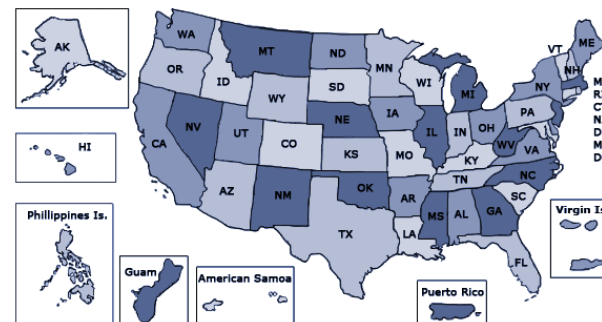 AK
WA
MT
ND
MN
VT
ME
NH
OR
ID
SD
WI
MI
NY
WY
NE
IA
PA
M
R
C
N
D
M
D
HI
NV
UT
CO
KS
MO
IL
IN
OH
WV
VA
KY
CA
AZ
NM
OK
AR
TN
NC
SC
TX
LA
MS
AL
GA
FL
Phillippines Is.
Guam
American Samoa
Puerto Rico
Virgin Is